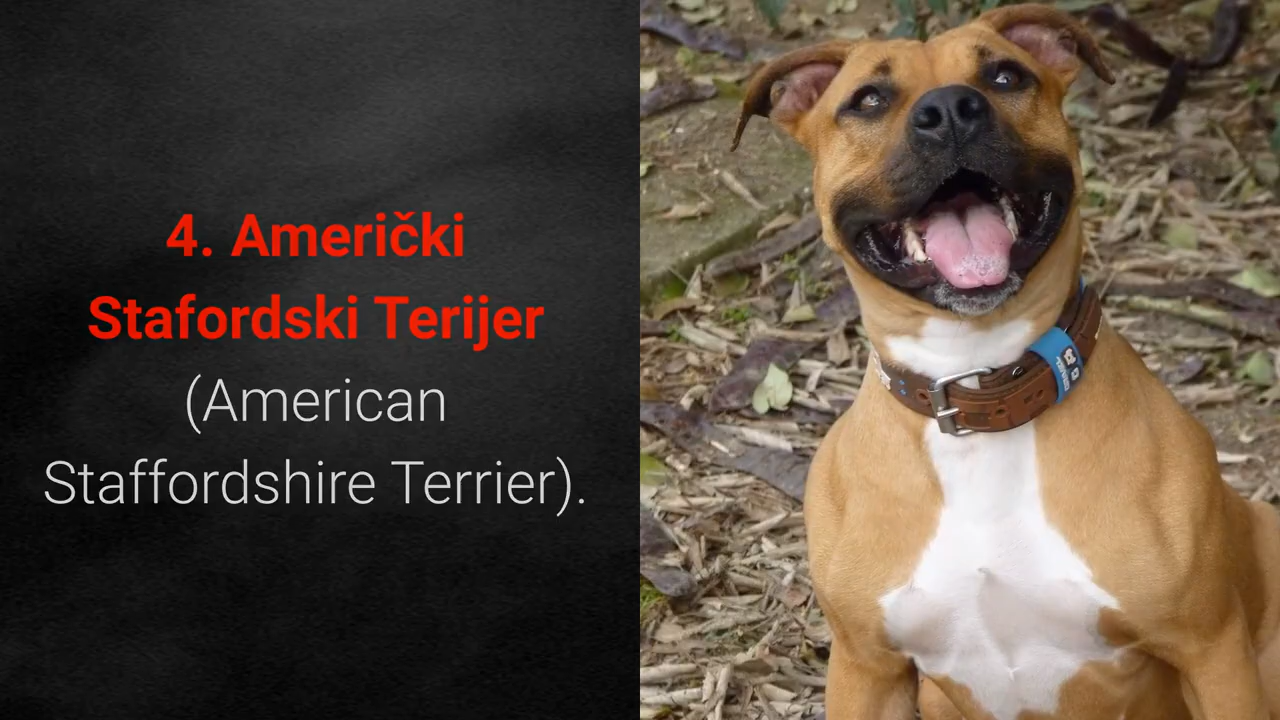 4. Američki
Stafordski Terijer
(American
Staffordshire Terrier).